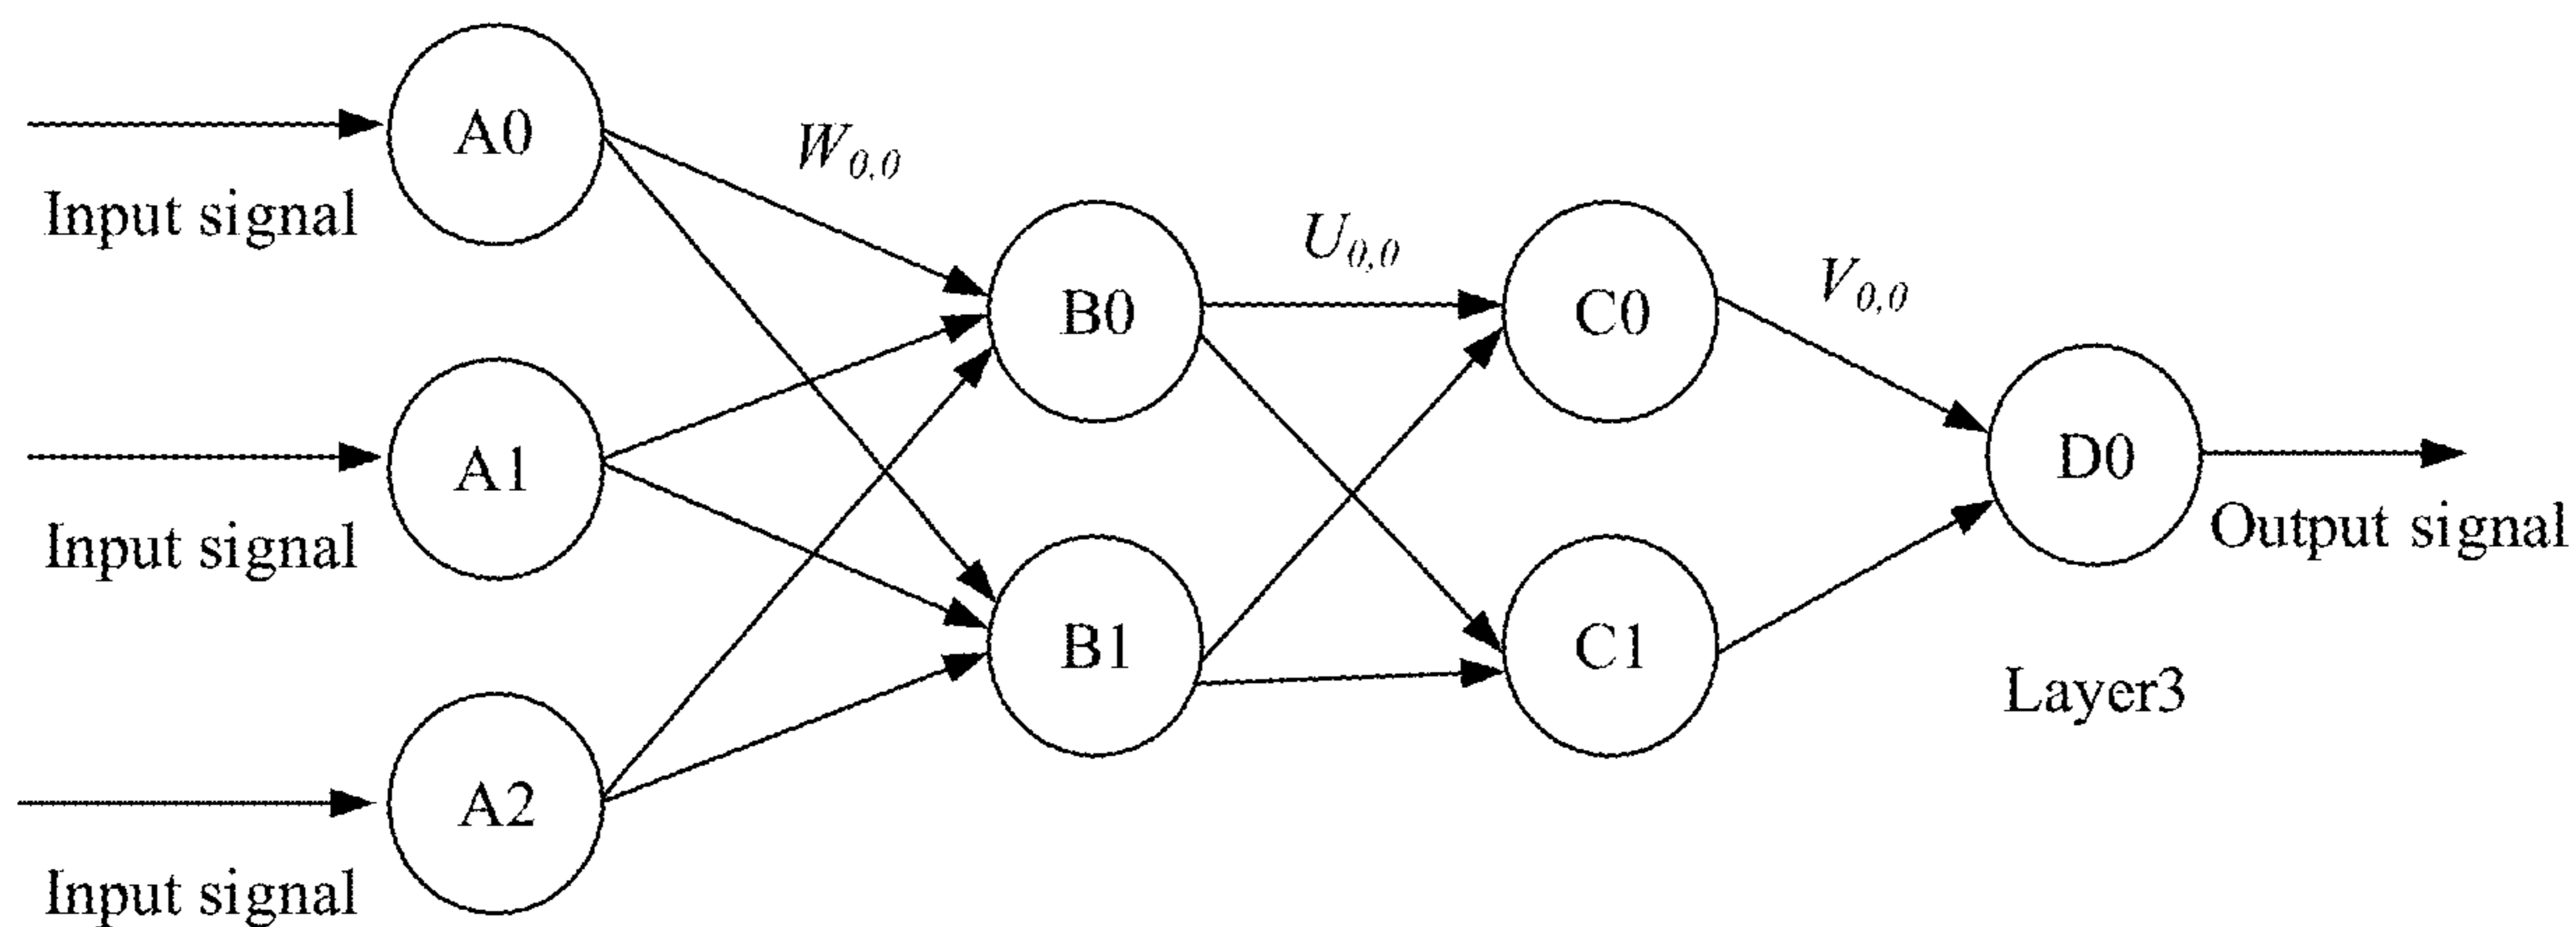 A0
W0,0
Input signal
U0,0
B0
C0
V0,0
A1
D0
Input signal
Output signal
B1
C1
Layer3
A2
Input signal